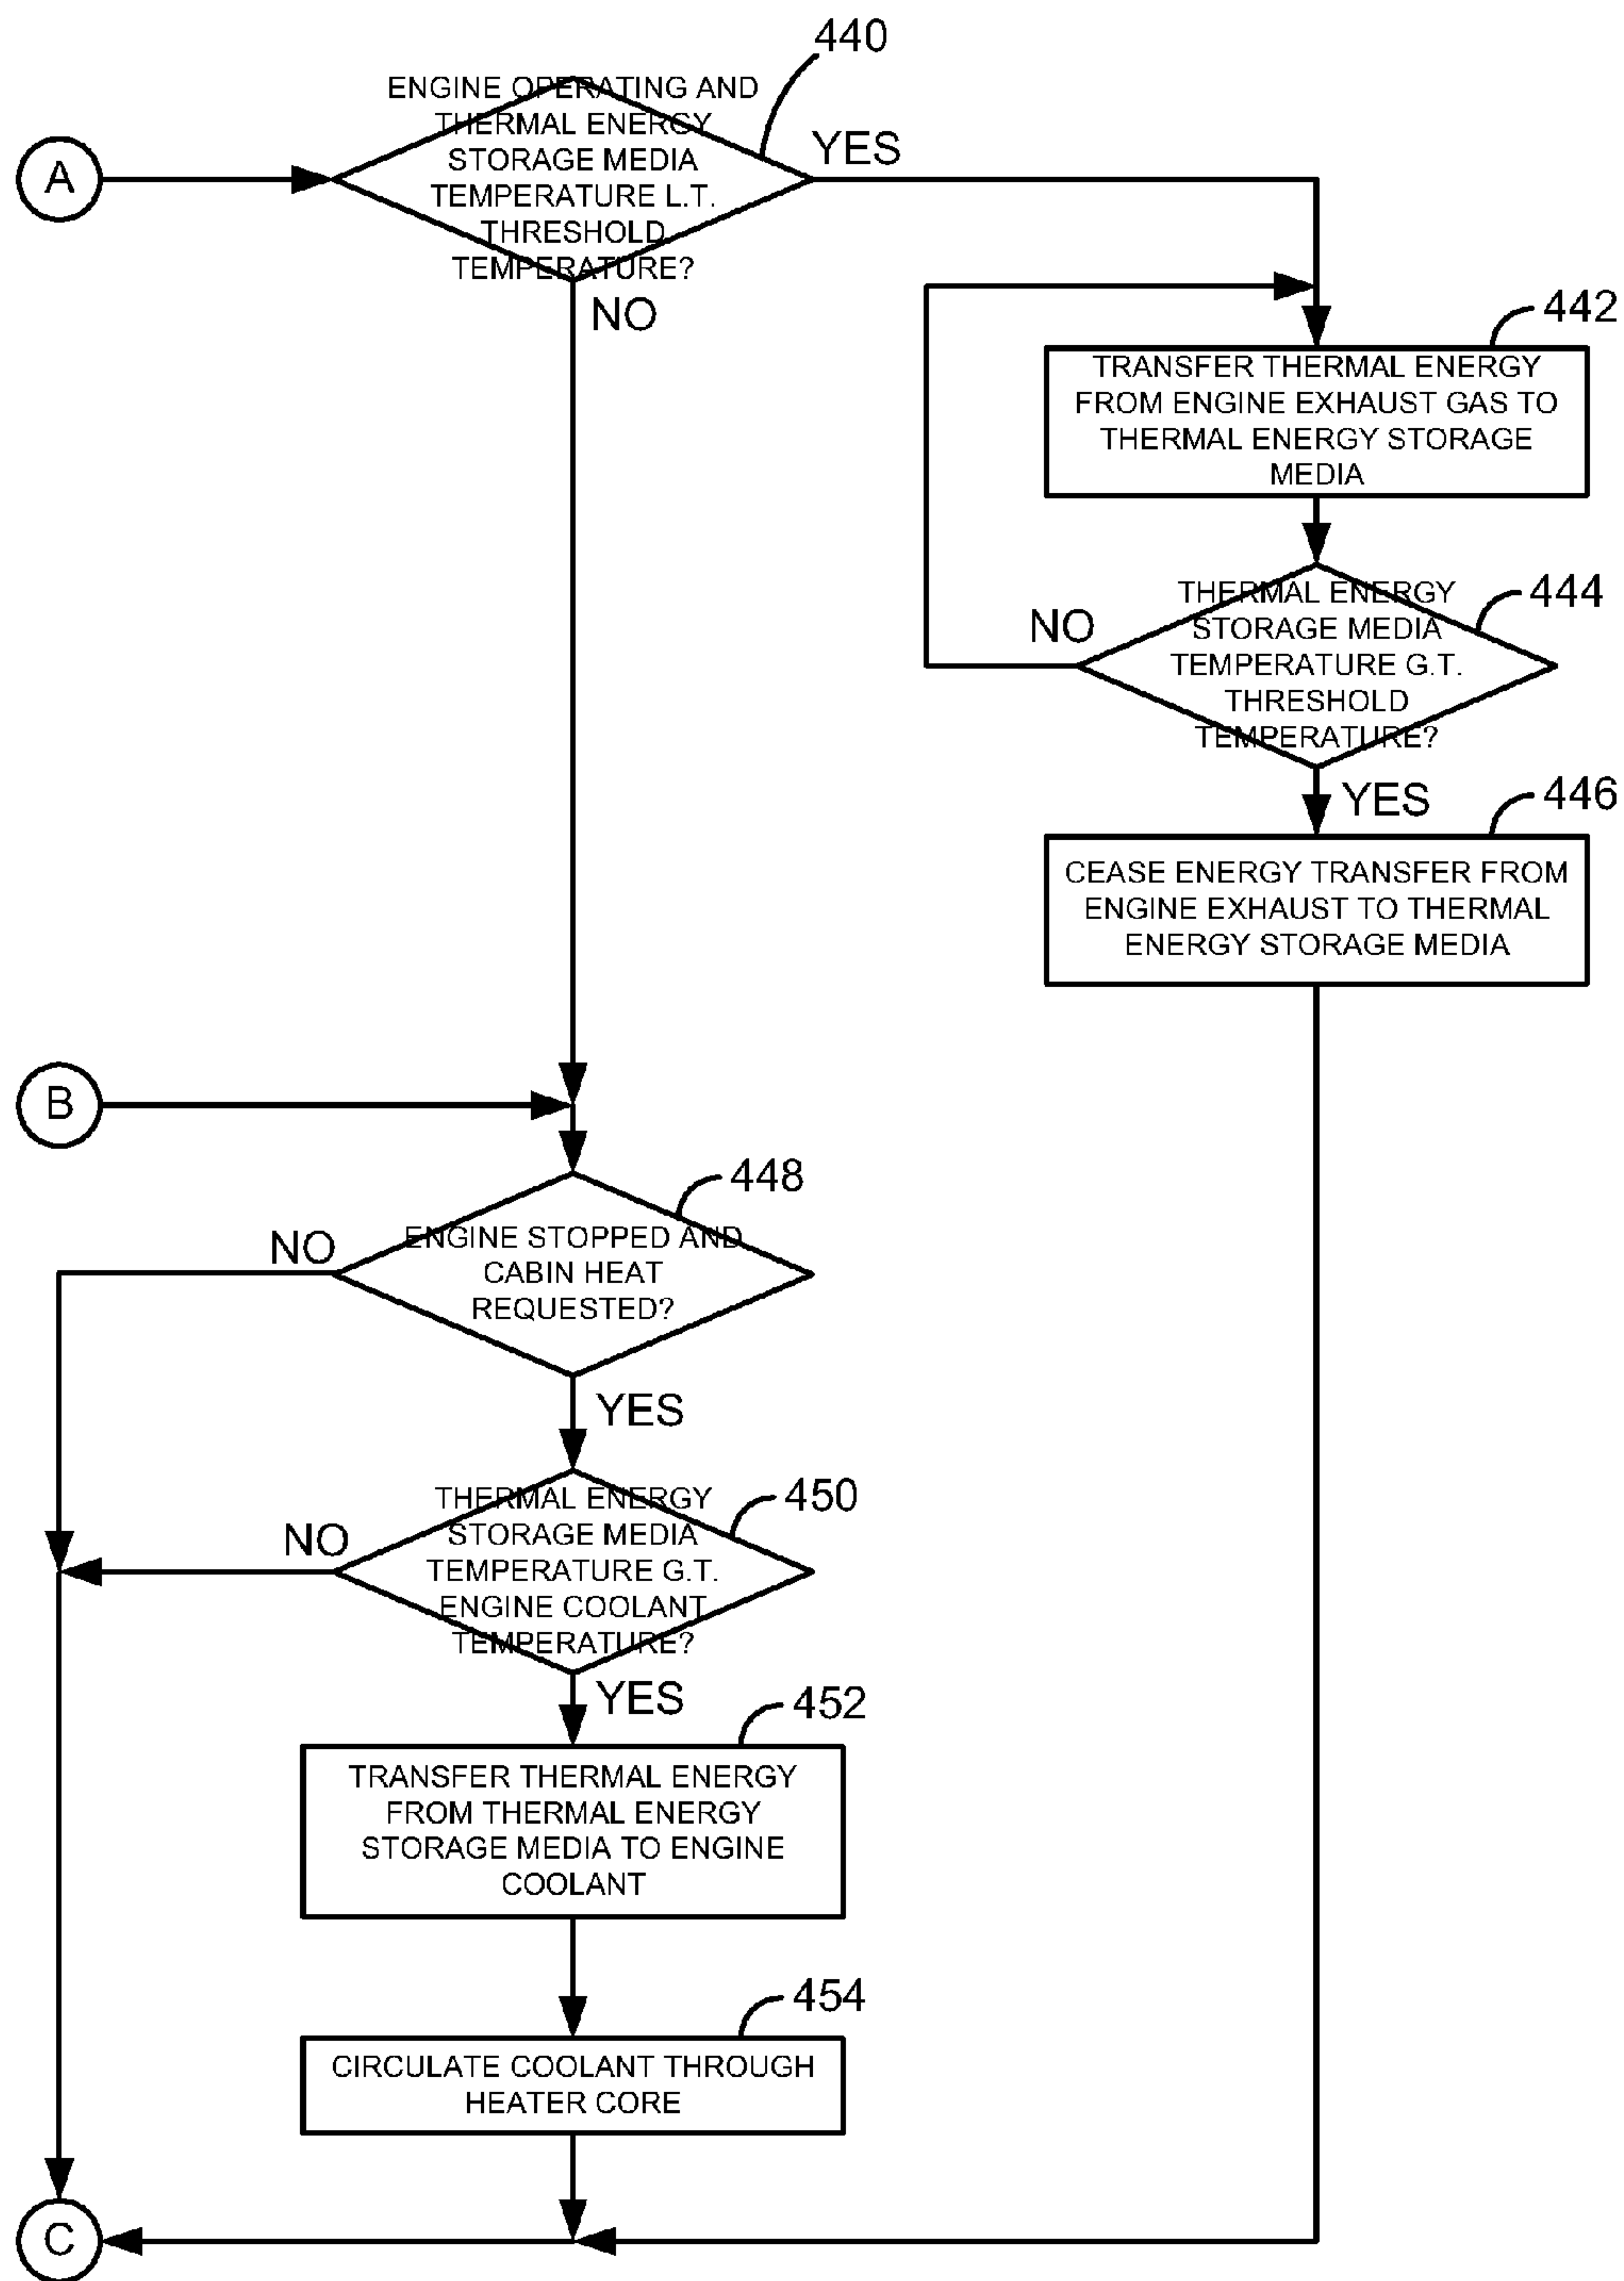 440
ENGINE OPERATING AND
THERMAL ENERGY
STORAGE MEDIA
TEMPERATURE L.T.
THRESHOLD
TEMPERATURE?
YES
A
NO
442
TRANSFER THERMAL ENERGY
FROM ENGINE EXHAUST GAS TO
THERMAL ENERGY STORAGE
MEDIA
444
THERMAL ENERGY
STORAGE MEDIA
TEMPERATURE G.T.
THRESHOLD
TEMPERATURE?
NO
YES
446
CEASE ENERGY TRANSFER FROM
ENGINE EXHAUST TO THERMAL
ENERGY STORAGE MEDIA
B
448
ENGINE STOPPED AND
CABIN HEAT
REQUESTED?
NO
YES
450
THERMAL ENERGY
STORAGE MEDIA
TEMPERATURE G.T.
ENGINE COOLANT
TEMPERATURE?
NO
YES
452
TRANSFER THERMAL ENERGY
FROM THERMAL ENERGY
STORAGE MEDIA TO ENGINE
COOLANT
454
CIRCULATE COOLANT THROUGH
HEATER CORE
C